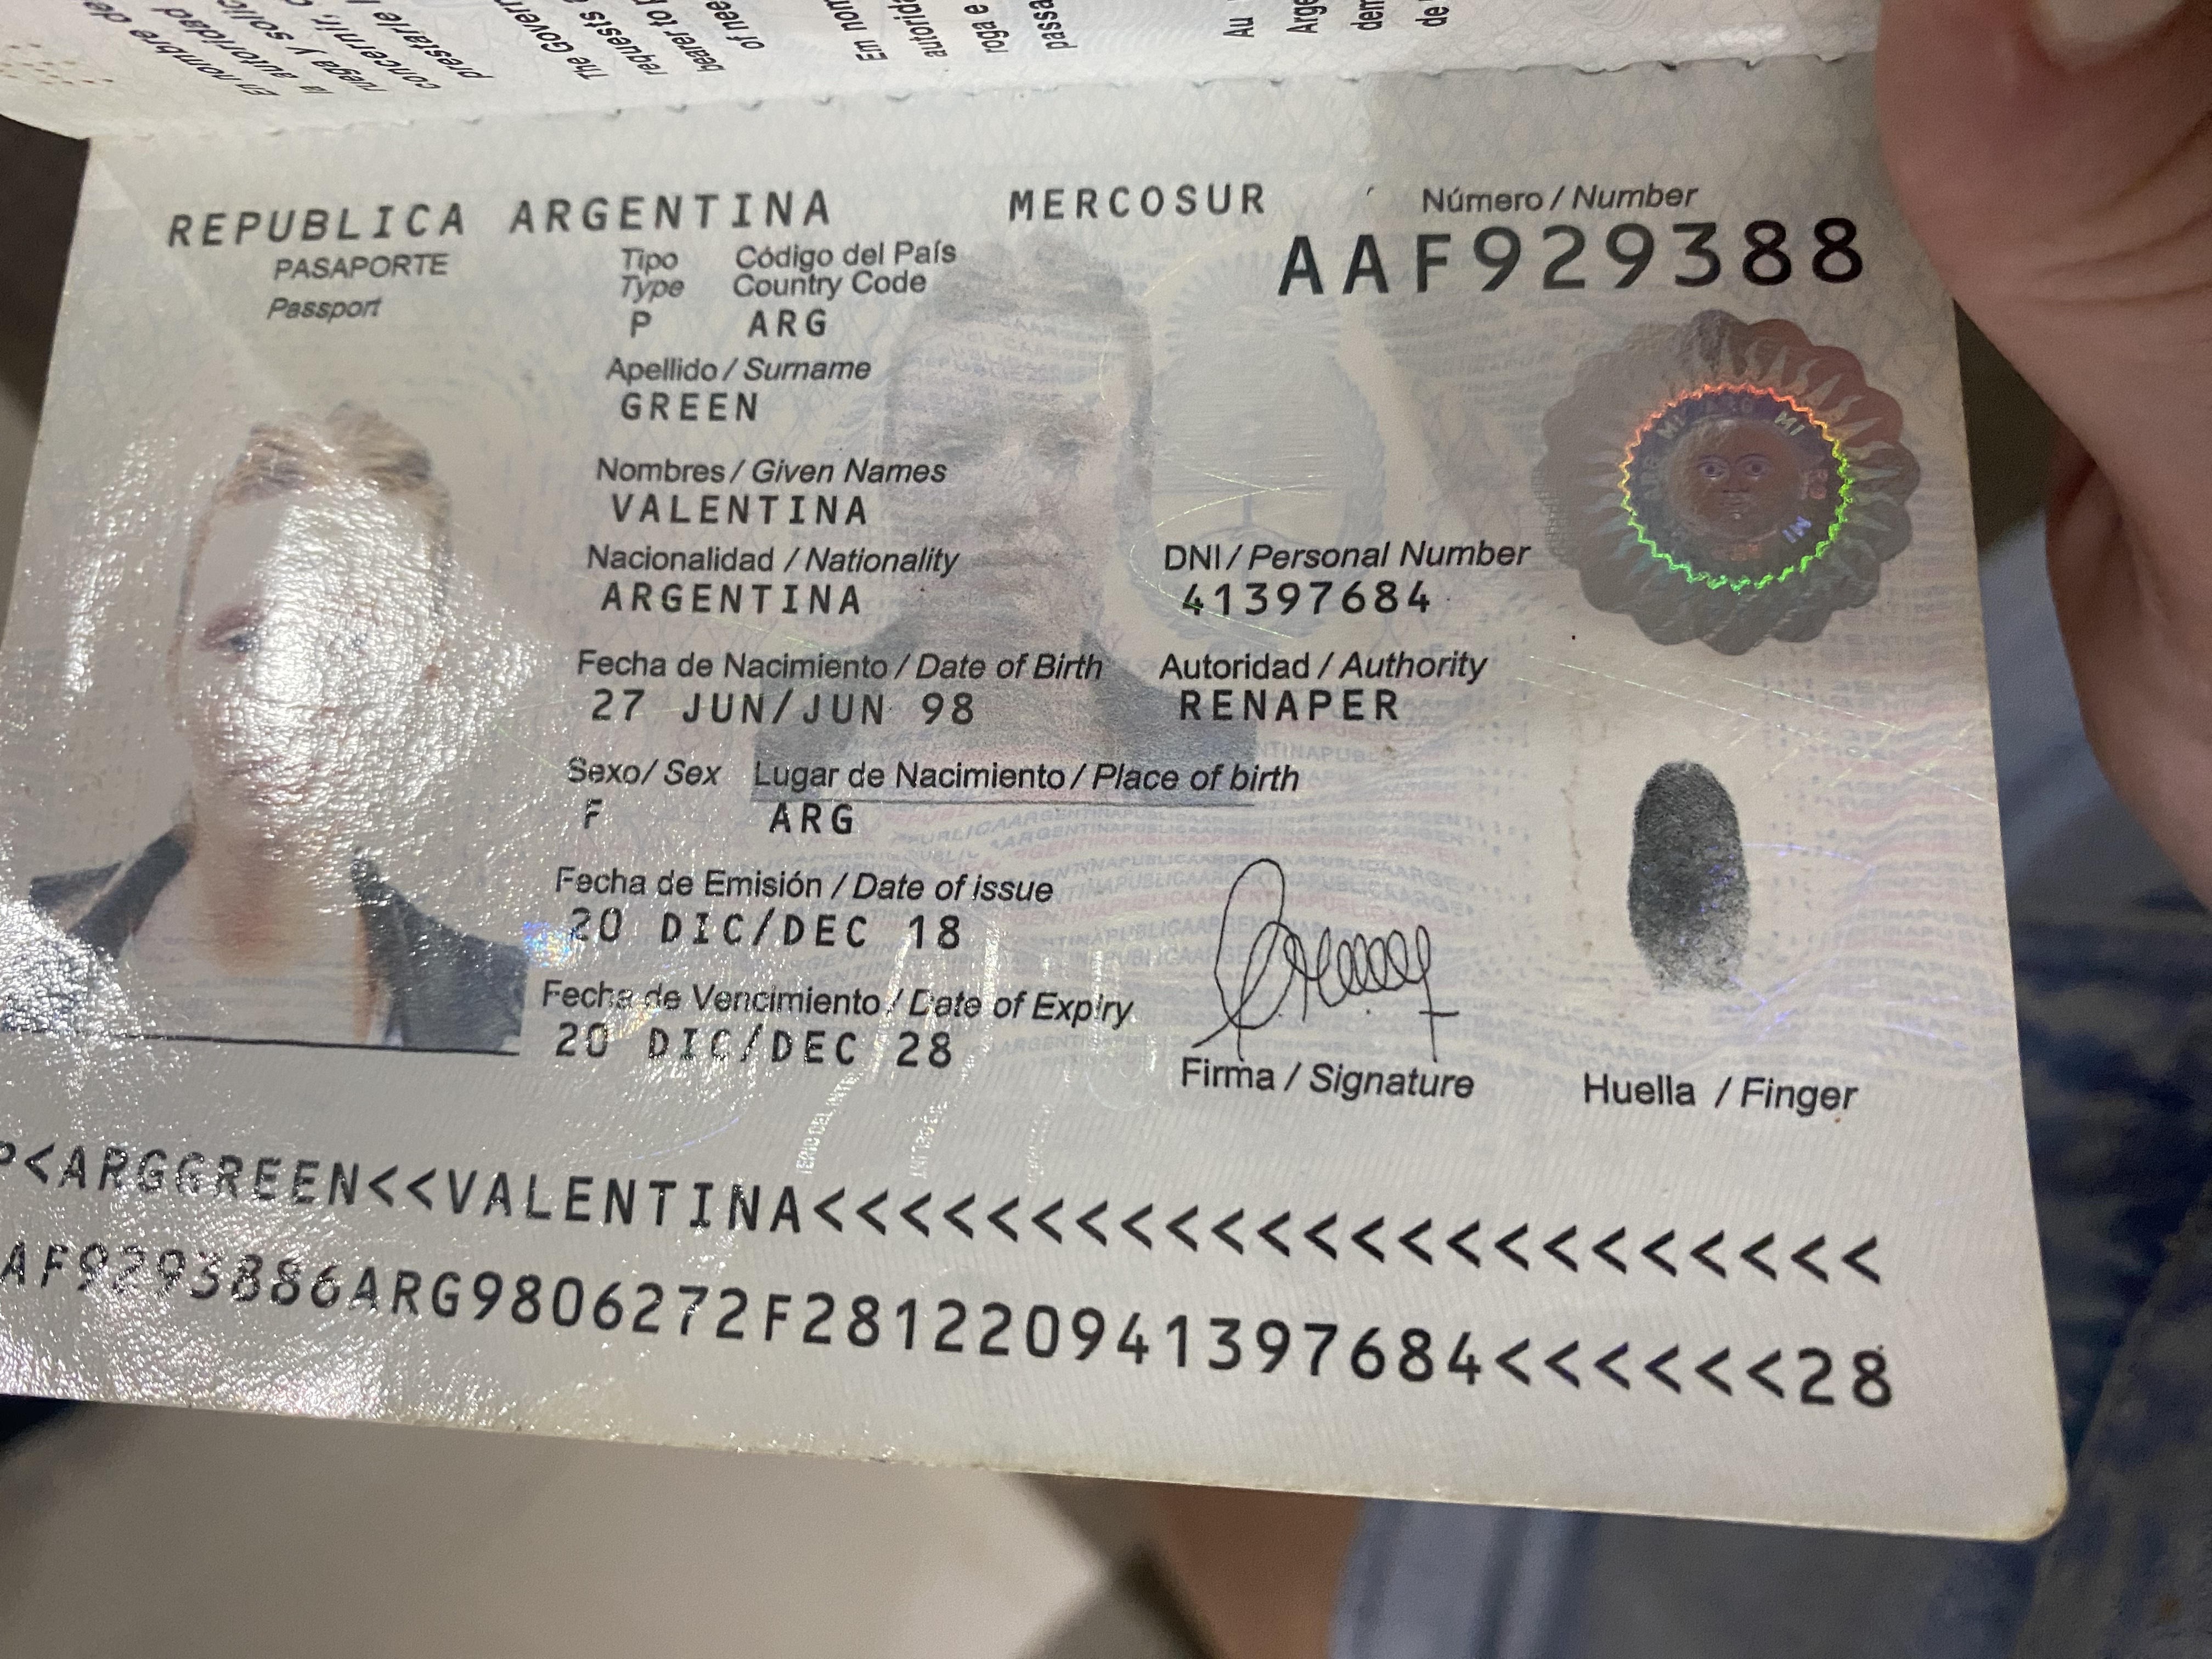 REPUBLICA ARGENTINA
MERCOSUR
Número / Number
AAF929388
PASAPORTE
Passport
Tipo
Type
P
Código del País
Country Code
ARG
Apellido / Surname
GREEN
Nombres / Given Names
VALENTINA
Nacionalidad / Nationality
ARGENTINA
DNI / Personal Number
41397684
Fecha de Nacimiento / Date of Birth
27 JUN/JUN 98
Autoridad / Authority
RENAPER
Sexo / Sex
F
Lugar de Nacimiento / Place of birth
ARG
Fecha de Emisión / Date of issue
20 DIC/DEC 18
Fecha de Vencimiento / Date of Expiry
20 DIC/DEC 28
Firma / Signature
Huella / Finger
P<ARGGREEN<<VALENTINA<<<<<<<<<<<<<<<<<<<<<<<
AF9293886ARG9806272F281220941397684<<<<<<28